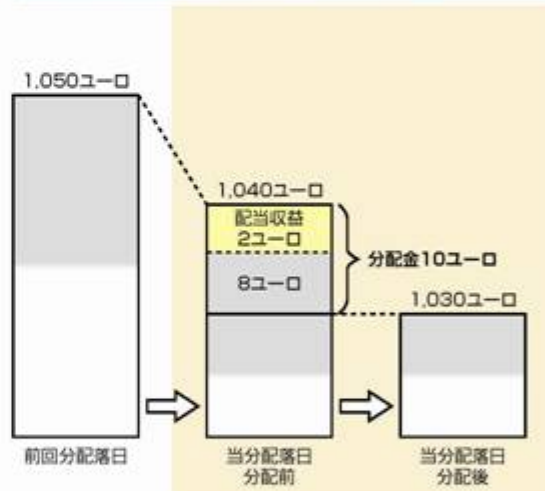 1,050ユーロ
1,040ユーロ
配当収益
2ユーロ
8ユーロ
分配金10ユーロ
1,030ユーロ
前回分配落日
当分配落日
分配前
当分配落日
分配後